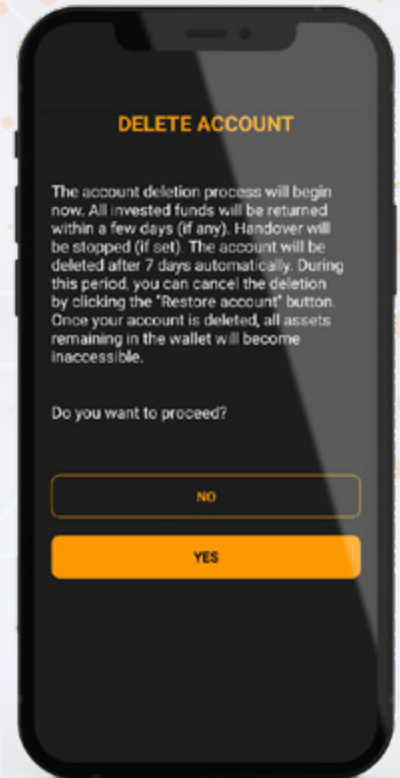 DELETE ACCOUNT
The account deletion process will begin
now. All invested funds will be returned
within a few days (if any). Handover will
be stopped (if set). The account will be
deleted after 7 days automatically. During
this period, you can cancel the deletion
by clicking the "Restore account" button.
Once your account is deleted, all assets
remaining in the wallet will become
inaccessible.
Do you want to proceed?
NO
YES